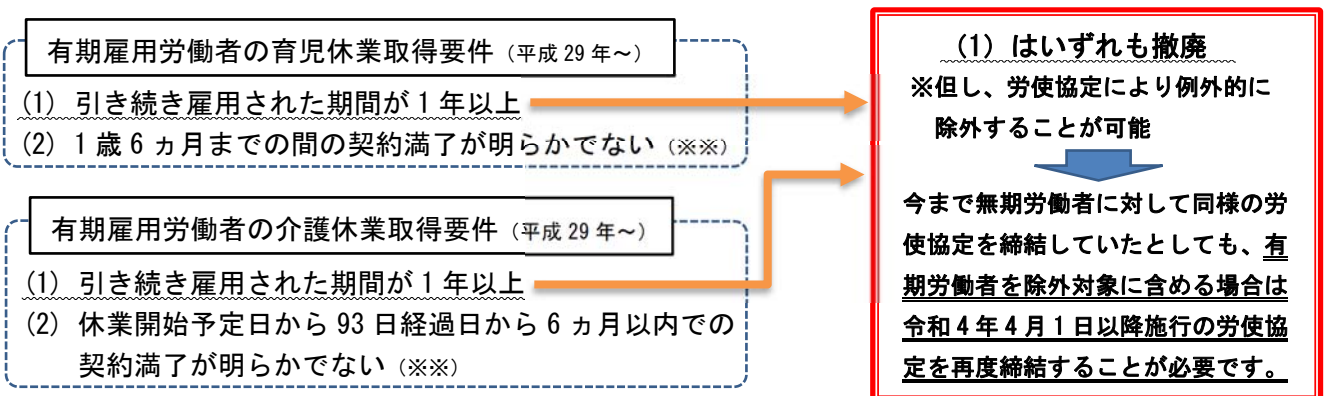 有期雇用労働者の育児休業取得要件（平成 29 年～）
(1) 引き続き雇用された期間が 1 年以上
(2) 1 歳 6 ヵ月までの間の契約満了が明らかでない（※※）
有期雇用労働者の介護休業取得要件（平成 29 年～）
(1) 引き続き雇用された期間が 1 年以上
(2) 休業開始予定日から 93 日経過日から 6 ヵ月以内での
契約満了が明らかでない（※※）
(1) はいずれも撤廃
※但し、労使協定により例外的に
除外することが可能
今まで無期労働者に対して同様の労
使協定を締結していたとしても、有
期労働者を除外対象に含める場合は
令和 4 年 4 月 1 日以降施行の労使協
定を再度締結することが必要です。